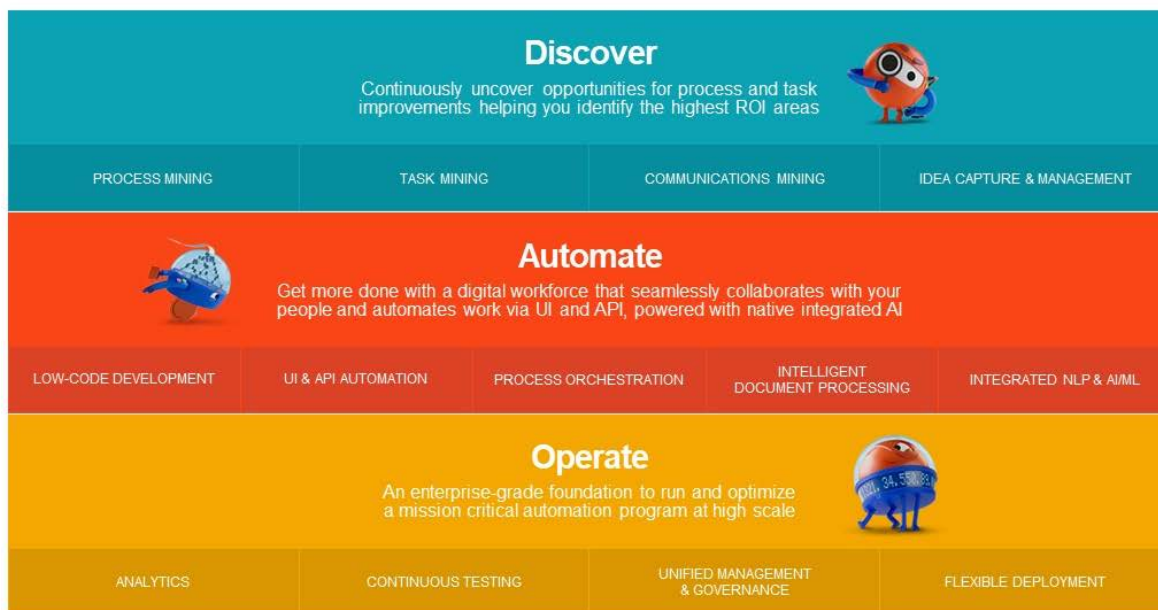 Discover
Continuously uncover opportunities for process and task
improvements helping you identify the highest ROI areas
PROCESS MINING
TASK MINING
COMMUNICATIONS MINING
IDEA CAPTURE & MANAGEMENT
Automate
Get more done with a digital workforce that seamlessly collaborates with your
people and automates work via UI and API, powered with native integrated AI
LOW-CODE DEVELOPMENT
UI & API AUTOMATION
PROCESS ORCHESTRATION
INTELLIGENT
DOCUMENT PROCESSING
INTEGRATED NLP & AI/ML
Operate
An enterprise-grade foundation to run and optimize
a mission critical automation program at high scale
ANALYTICS
CONTINUOUS TESTING
UNIFIED MANAGEMENT
& GOVERNANCE
FLEXIBLE DEPLOYMENT